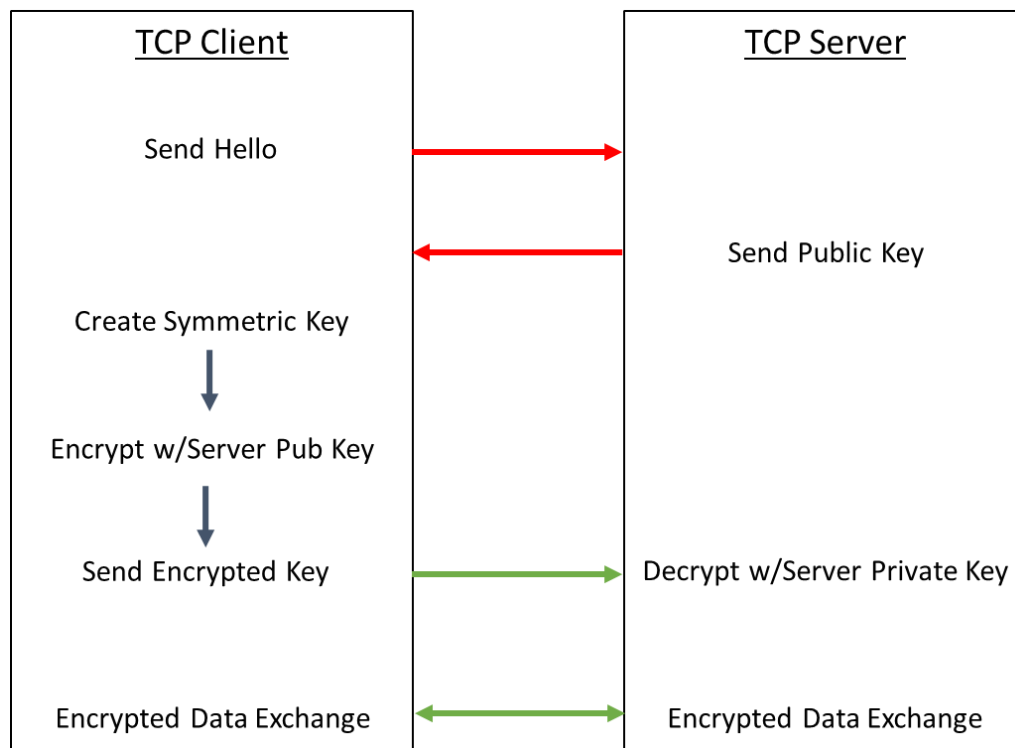 TCP Client
TCP Server
Send Hello
Send Public Key
Create Symmetric Key
Encrypt w/Server Pub Key
Send Encrypted Key
Decrypt w/Server Private Key
Encrypted Data Exchange
Encrypted Data Exchange